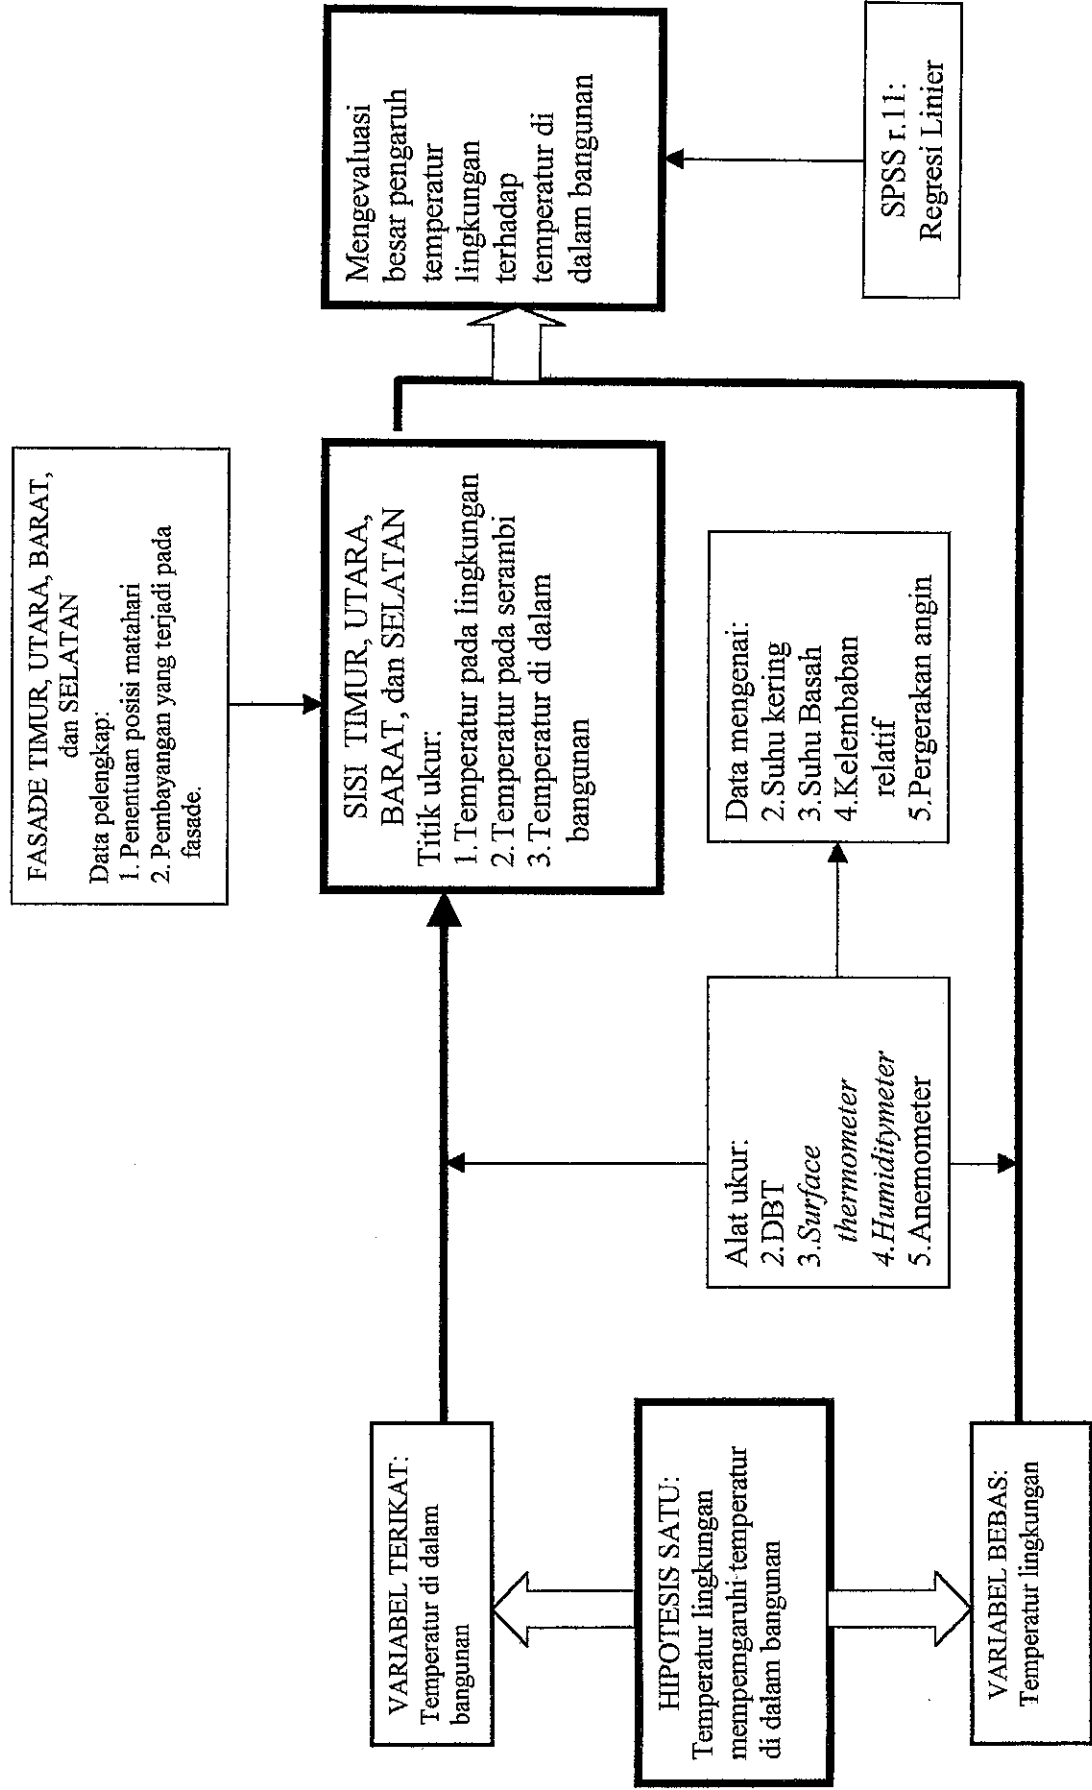 FASADE TIMUR, UTARA, BARAT,
dan SELATAN
Data pelengkap:
1. Penentuan posisi matahari
2. Pembayangan yang terjadi pada
fasade.
VARIABEL TERIKAT:
Temperatur di dalam
bangunan
SISI TIMUR, UTARA,
BARAT, dan SELATAN
Titik ukur:
1. Temperatur pada lingkungan
2. Temperatur pada serambi
3. Temperatur di dalam
bangunan
Mengevaluasi
besar pengaruh
temperatur
lingkungan
terhadap
temperatur di
dalam bangunan
HIPOTESIS SATU:
Temperatur lingkungan
mempemgaruhi temperatur
di dalam bangunan
Alat ukur:
2.DBT
3.Surface
thermometer
4.Humiditymeter
5.Anemometer
Data mengenai:
2.Suhu kering
3.Suhu Basah
4.Kelembaban
relatif
5.Pergerakan angin
SPSS r.11:
Regresi Linier
VARIABEL BEBAS:
Temperatur lingkungan